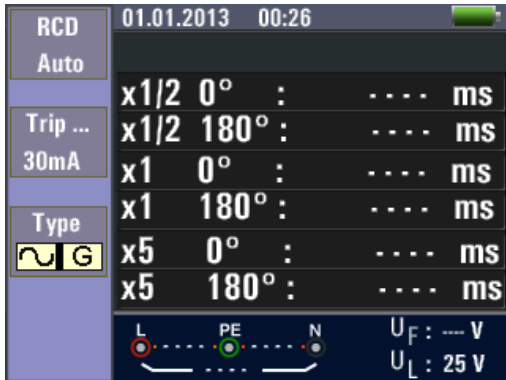 01.01.2013 00:26
RCD
Auto
Trip ...
30mA
Type
G
x1/2 0° : ---- ms
x1/2 180° : ---- ms
x1 0° : ---- ms
x1 180° : ---- ms
x5 0° : ---- ms
x5 180° : ---- ms
L PE N
----
UF : --- V
UL : 25 V